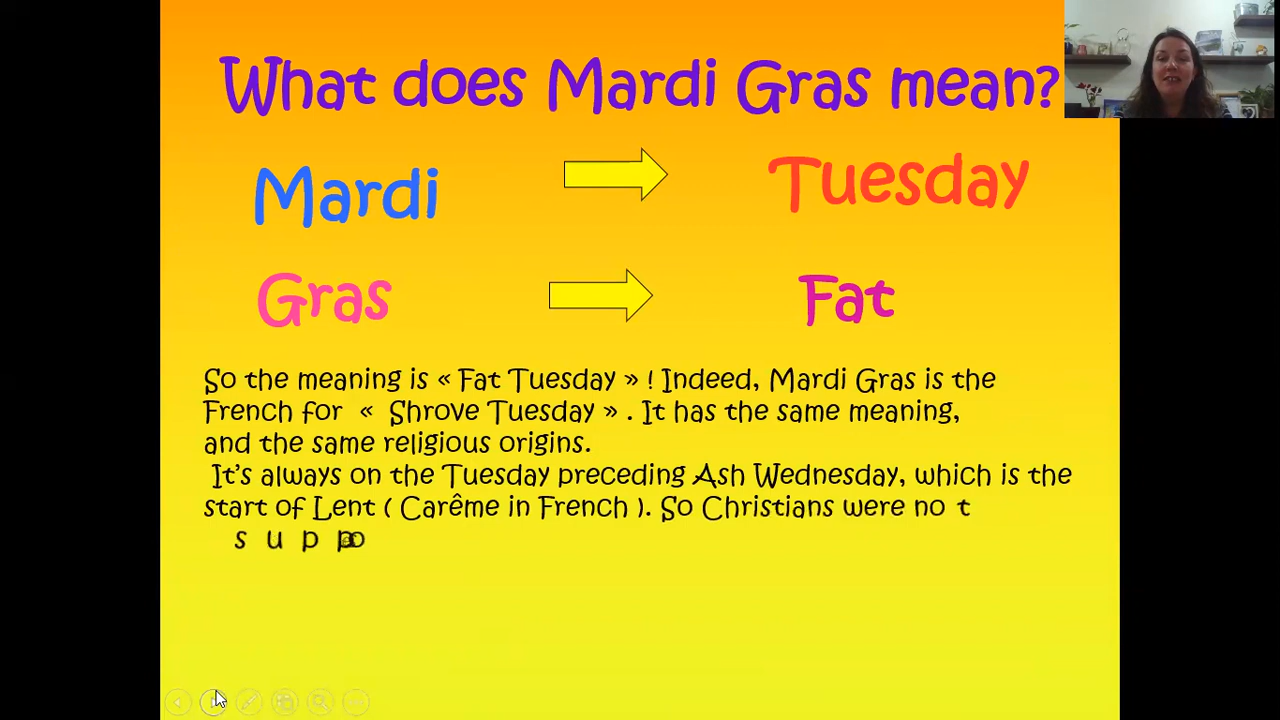 What does Mardi Gras mean?
Mardi Tuesday
Gras Fat
So the meaning is « Fat Tuesday » ! Indeed, Mardi Gras is the
French for « Shrove Tuesday » . It has the same meaning,
and the same religious origins.
It's always on the Tuesday preceding Ash Wednesday, which is the
start of Lent ( Carême in French ). So Christians were no t
s u p p